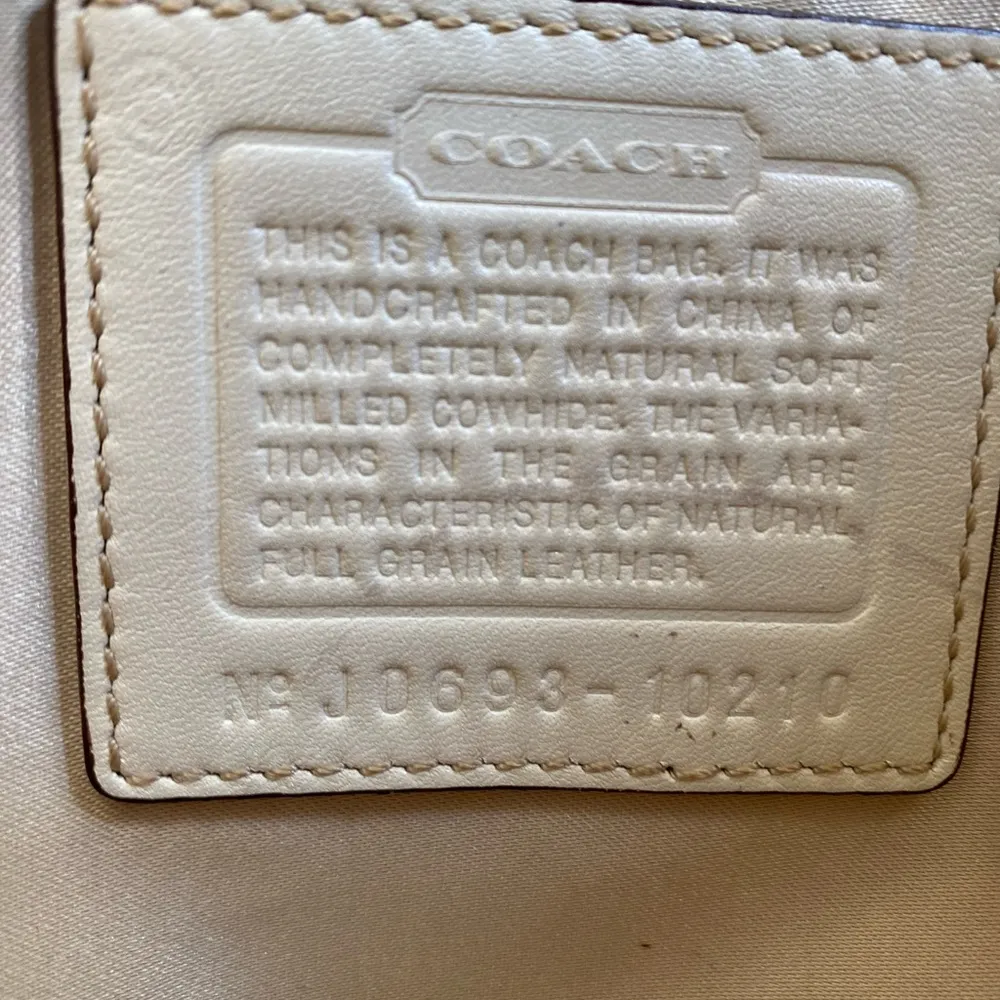 COACH
THIS IS A COACH BAG. IT WAS
HANDCRAFTED IN CHINA OF
COMPLETELY NATURAL SOFT
MILLED COWHIDE. THE VARIA-
TIONS IN THE GRAIN ARE
CHARACTERISTIC OF NATURAL
FULL GRAIN LEATHER.
Nº J0693-10210